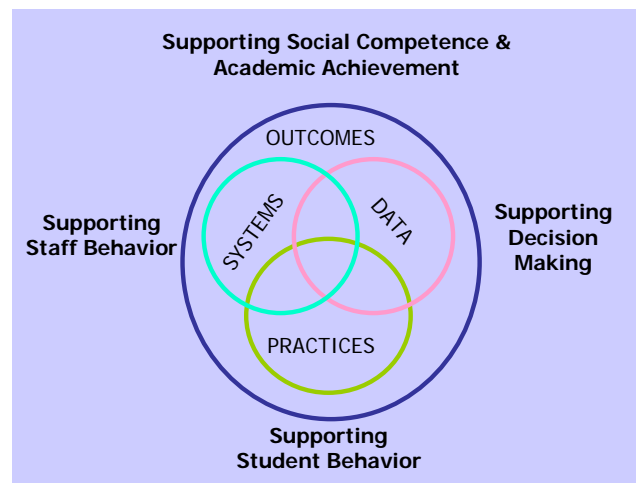 Supporting Social Competence &
Academic Achievement
OUTCOMES
SYSTEMS
DATA
Supporting
Staff Behavior
Supporting
Decision
Making
PRACTICES
Supporting
Student Behavior